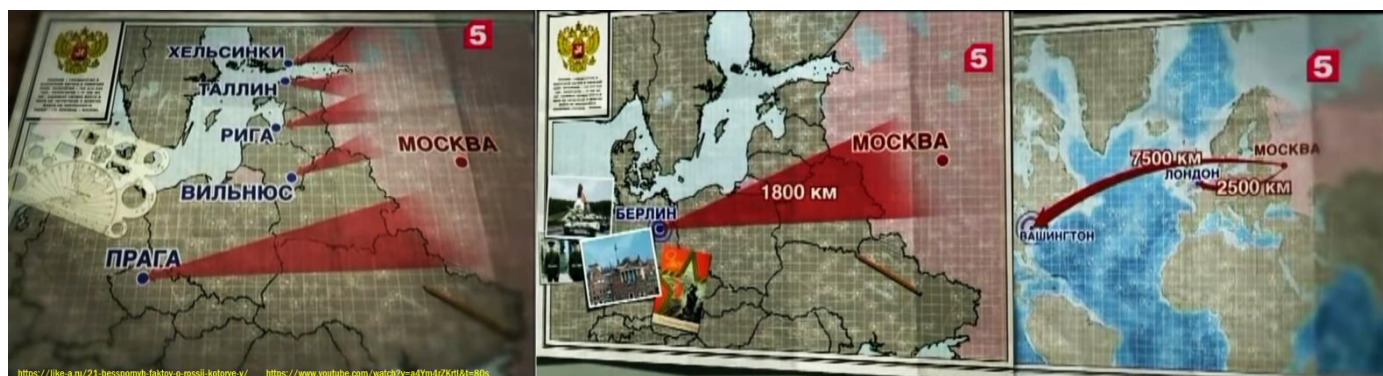 5
ХЕЛЬСИНКИ
ТАЛЛИН
РИГА
МОСКВА
ВИЛЬНЮС
ПРАГА
5
МОСКВА
1800 км
БЕРЛИН
5
7500 км
МОСКВА
ЛОНДОН
2500 км
ВАШИНГТОН
https://like-a.ru/21-besspornyh-faktov-o-rossii-kotorye-v/ https://www.youtube.com/watch?v=a4Ym4rZKrtI&t=80s